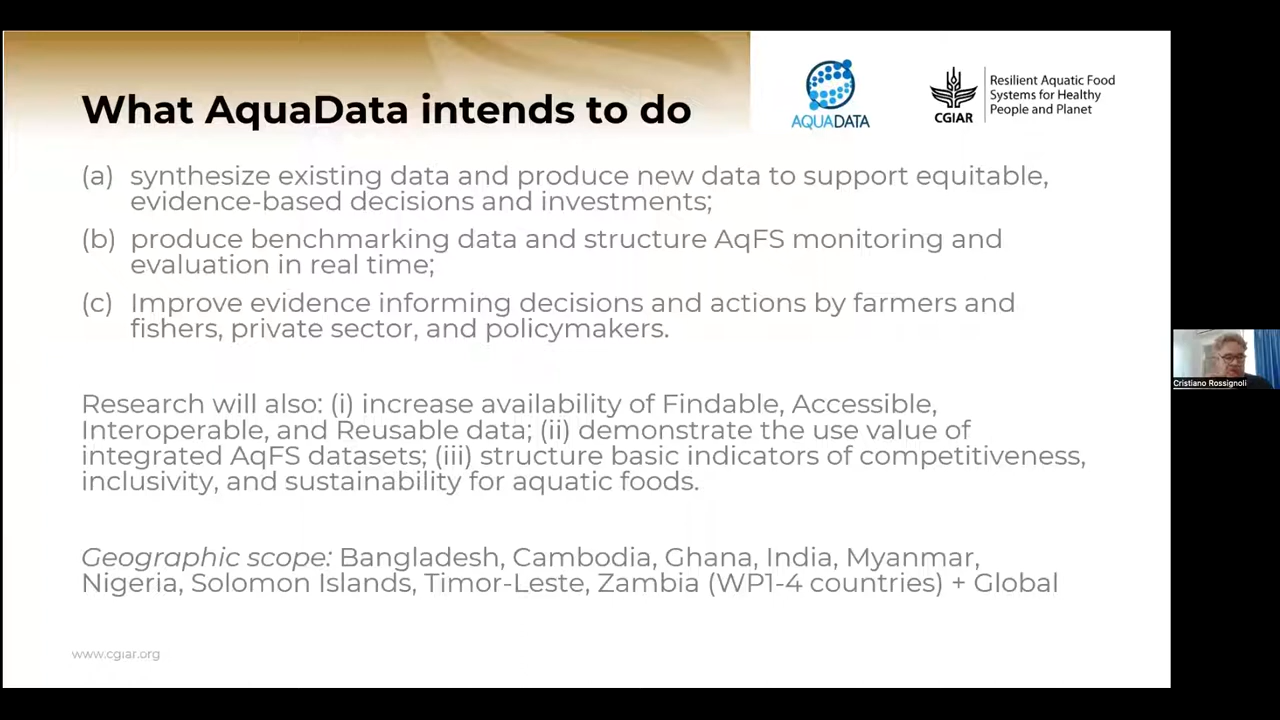 What AquaData intends to do
AQUADATA
CGIAR
Resilient Aquatic Food
Systems for Healthy
People and Planet
(a) synthesize existing data and produce new data to support equitable,
evidence-based decisions and investments;
(b) produce benchmarking data and structure AqFS monitoring and
evaluation in real time;
(c) Improve evidence informing decisions and actions by farmers and
fishers, private sector, and policymakers.
Research will also: (i) increase availability of Findable, Accessible,
Interoperable, and Reusable data; (ii) demonstrate the use value of
integrated AqFS datasets; (iii) structure basic indicators of competitiveness,
inclusivity, and sustainability for aquatic foods.
Geographic scope: Bangladesh, Cambodia, Ghana, India, Myanmar,
Nigeria, Solomon Islands, Timor-Leste, Zambia (WP1-4 countries) + Global
www.cgiar.org
Cristiano Rossignoli